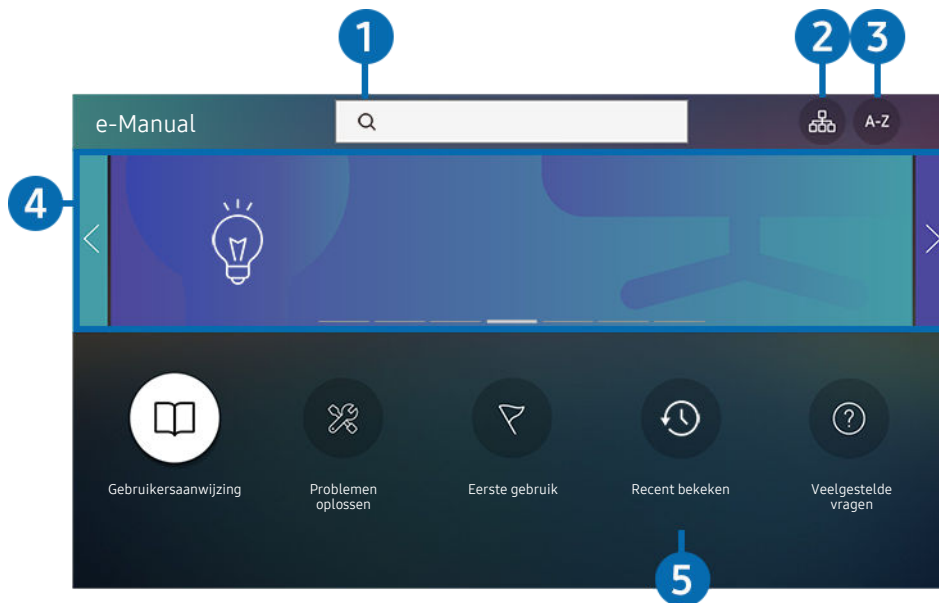 1
2
3
e-Manual
A-Z
4
Gebruikersaanwijzing
Problemen
oplossen
Eerste gebruik
Recent bekeken
Veelgestelde
vragen
5